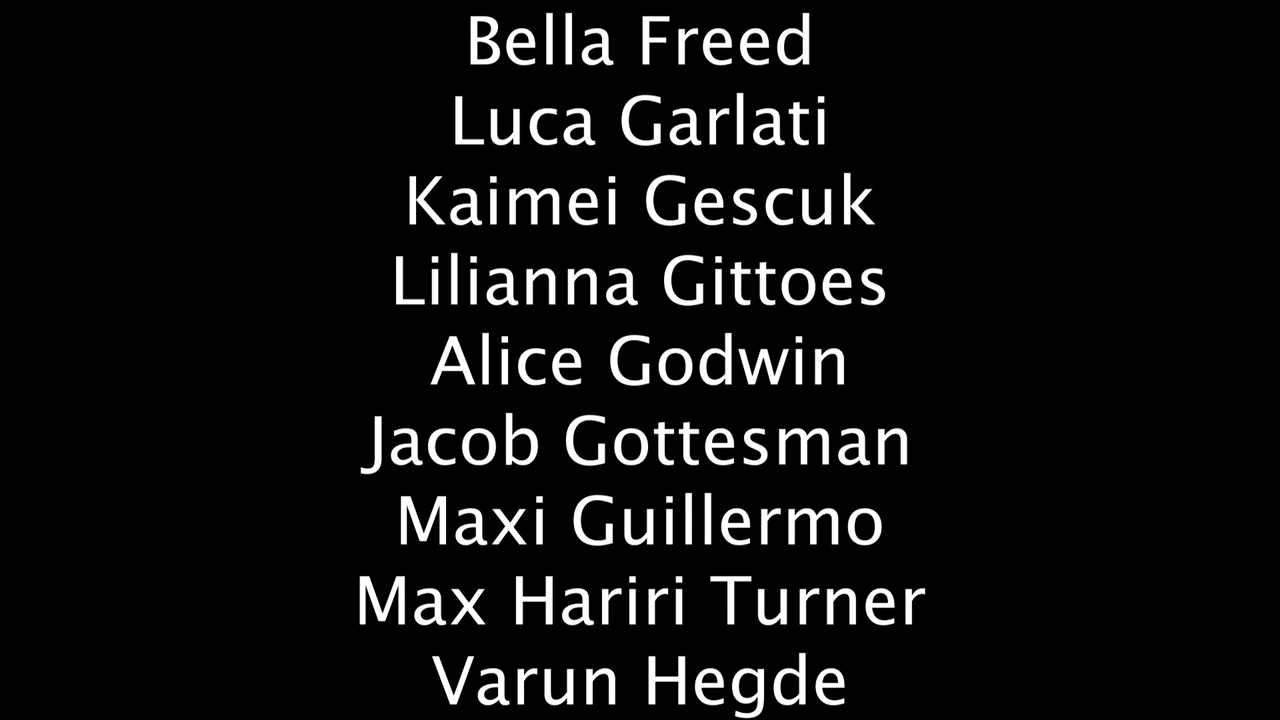 Bella Freed
Luca Garlati
Kaimei Gescuk
Lilianna Gittoes
Alice Godwin
Jacob Gottesman
Maxi Guillermo
Max Hariri Turner
Varun Hegde